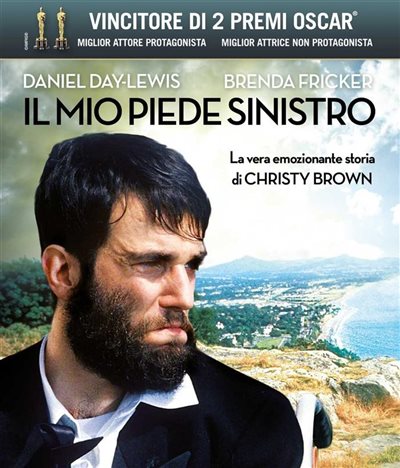 VINCITORE DI 2 PREMI OSCAR®
MIGLIOR ATTORE PROTAGONISTA MIGLIOR ATTRICE NON PROTAGONISTA
DANIEL DAY-LEWIS BRENDA FRICKER
IL MIO PIEDE SINISTRO
La vera emozionante storia
di CHRISTY BROWN